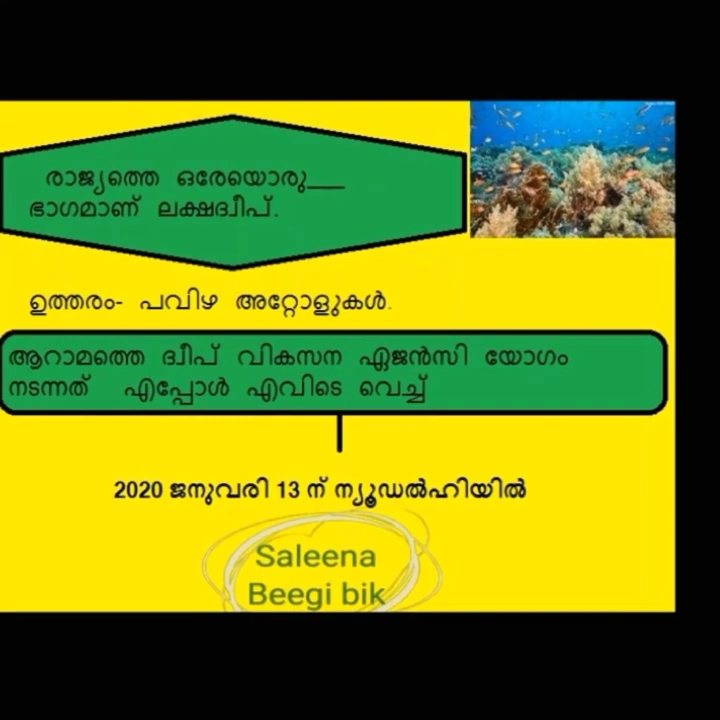 രാജ്യത്തെ ഒരേയൊരു___
ഭാഗമാണ് ലക്ഷദ്വീപ്.
ഉത്തരം- പവിഴ അറ്റോളുകൾ.
ആറാമത്തെ ദ്വീപ് വികസന ഏജൻസി യോഗം
നടന്നത് എപ്പോൾ എവിടെ വെച്ച്
2020 ജനുവരി 13 ന് ന്യൂഡൽഹിയിൽ
Saleena
Beegi bik